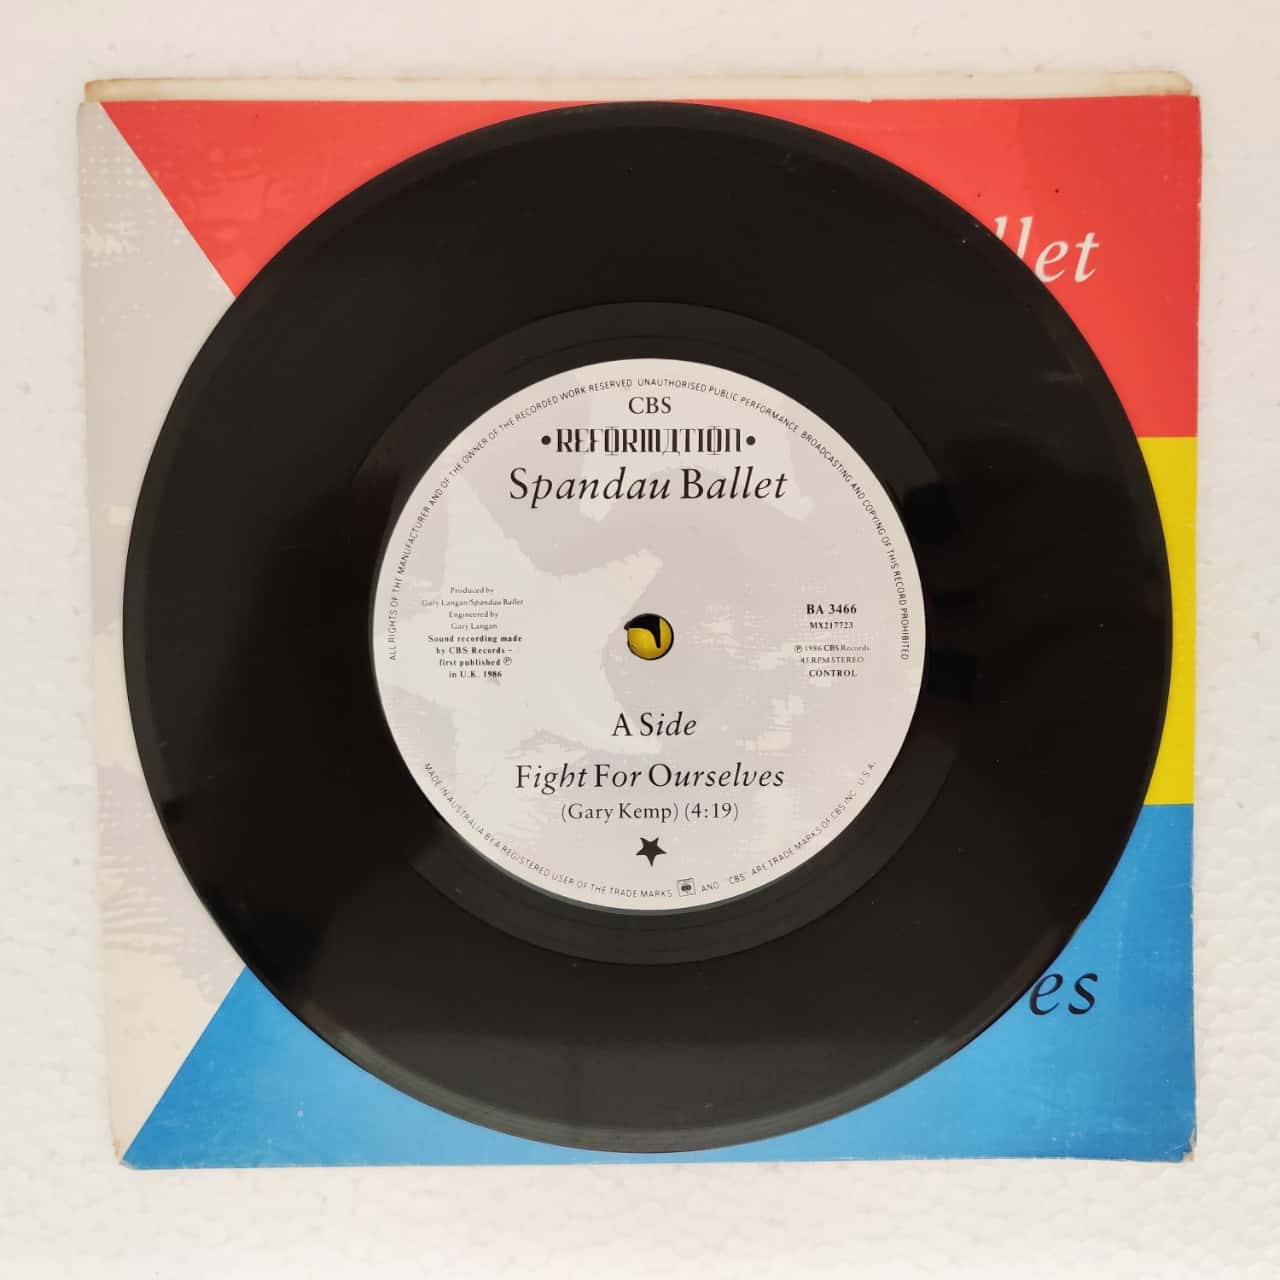 llet
ALL RIGHTS OF THE MANUFACTURER AND OF THE OWNER OF THE RECORDED WORK RESERVED UNAUTHORISED PUBLIC PERFORMANCE BROADCASTING AND COPYING OF THIS RECORD PROHIBITED
CBS
•REFORMATION•
Spandau Ballet
Produced by
Gary Langan/Spandau Ballet
Engineered by
Gary Langan
Sound recording made
by CBS Records –
first published ℗
in U.K. 1986
BA 3466
MX217723
℗ 1986 CBS Records
45 RPM STEREO
CONTROL
A Side
Fight For Ourselves
(Gary Kemp) (4:19)
MADE IN AUSTRALIA BY A REGISTERED USER OF THE TRADE MARKS AND "CBS" ARE TRADE MARKS OF CBS INC. U.S.A.
es